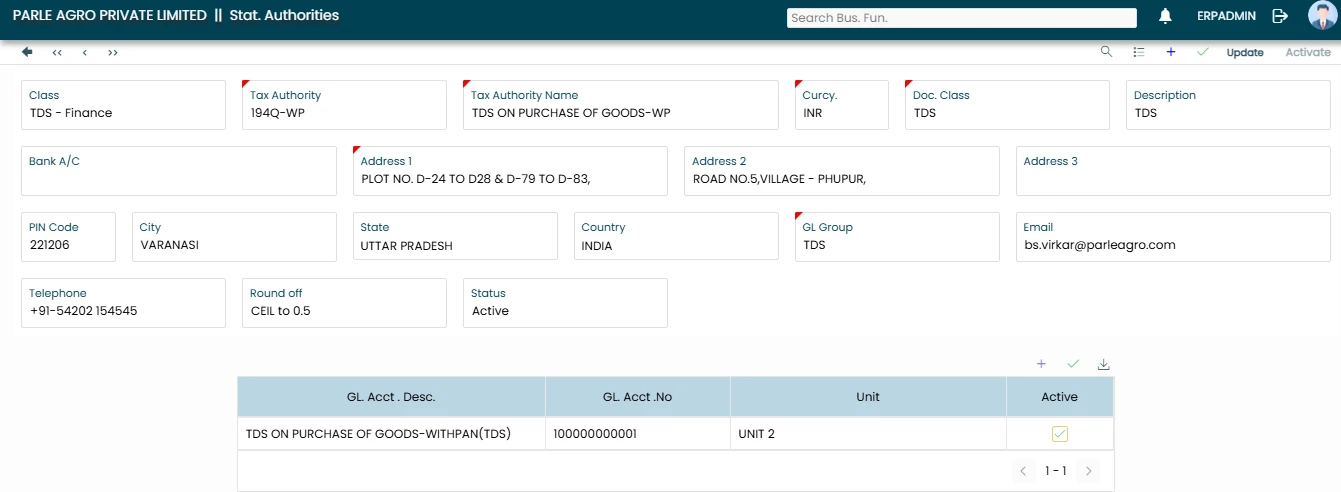 PARLE AGRO PRIVATE LIMITED || Stat. Authorities
Search Bus. Fun.
ERPADMIN
<< < >>
Update Activate
Class
TDS - Finance
Tax Authority
194Q-WP
Tax Authority Name
TDS ON PURCHASE OF GOODS-WP
Curcy.
INR
Doc. Class
TDS
Description
TDS
Bank A/C
Address 1
PLOT NO. D-24 TO D28 & D-79 TO D-83,
Address 2
ROAD NO.5,VILLAGE - PHUPUR,
Address 3
PIN Code
221206
City
VARANASI
State
UTTAR PRADESH
Country
INDIA
GL Group
TDS
Email
bs.virkar@parleagro.com
Telephone
+91-54202 154545
Round off
CEIL to 0.5
Status
Active
GL. Acct . Desc. GL. Acct .No Unit Active
TDS ON PURCHASE OF GOODS-WITHPAN(TDS) 100000000001 UNIT 2
< 1 - 1 >